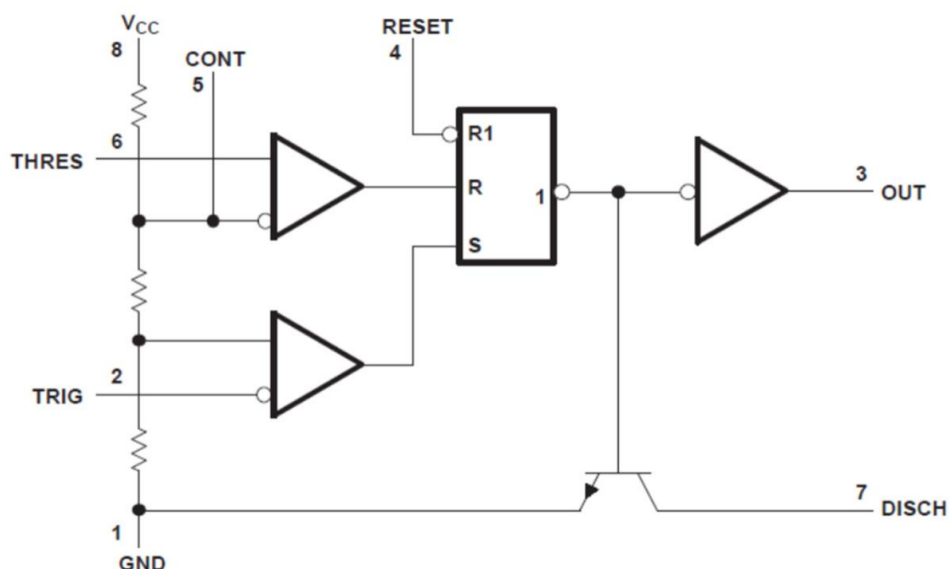 VCC
8
CONT
5
RESET
4
6
THRES
R1
R
1
S
3
OUT
2
TRIG
7
DISCH
1
GND